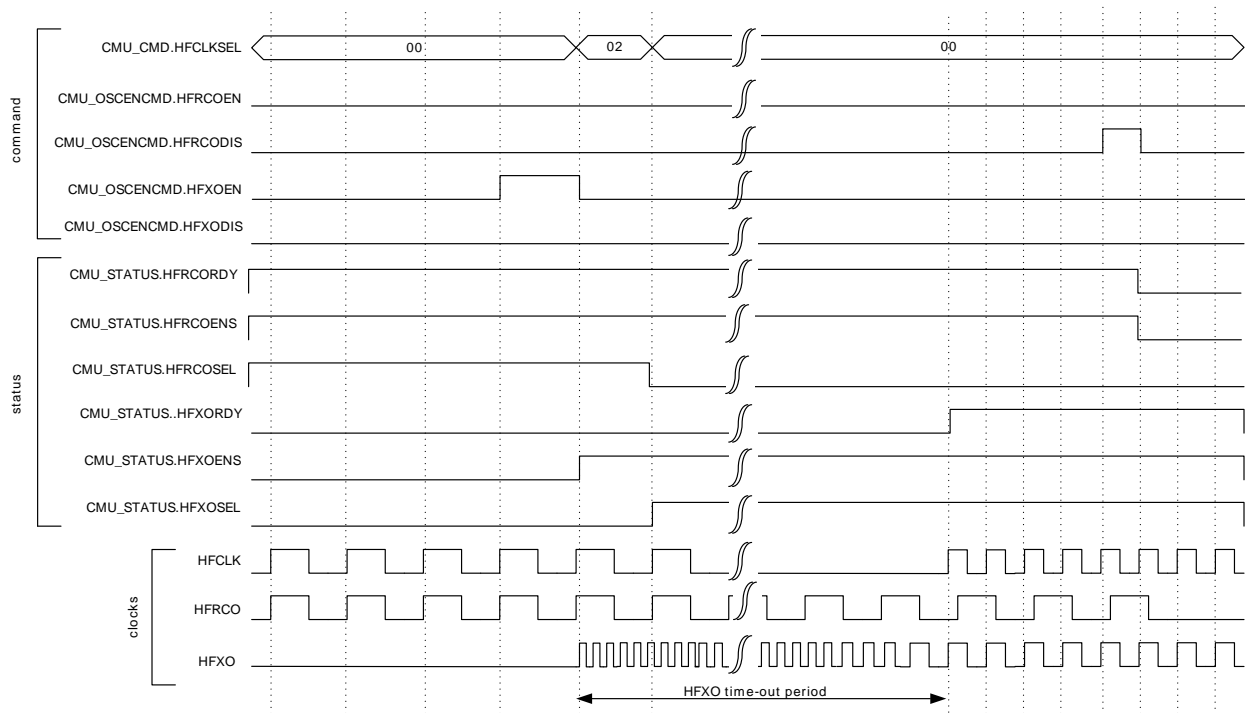 command
CMU_CMD.HFCLKSEL
00
02
00
CMU_OSCENCMD.HFRCOEN
CMU_OSCENCMD.HFRCODIS
CMU_OSCENCMD.HFXOEN
CMU_OSCENCMD.HFXODIS
status
CMU_STATUS.HFRCORDY
CMU_STATUS.HFRCOENS
CMU_STATUS.HFRCOSEL
CMU_STATUS..HFXORDY
CMU_STATUS.HFXOENS
CMU_STATUS.HFXOSEL
clocks
HFCLK
HFRCO
HFXO
HFXO time-out period